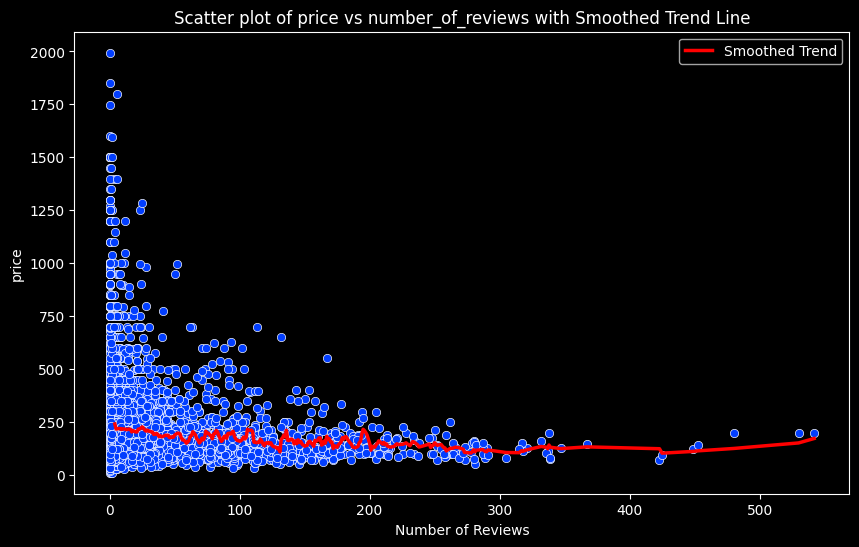 Scatter plot of price vs number_of_reviews with Smoothed Trend Line
Smoothed Trend
2000
1750
1500
1250
1000
750
500
250
0
price
0 100 200 300 400 500
Number of Reviews